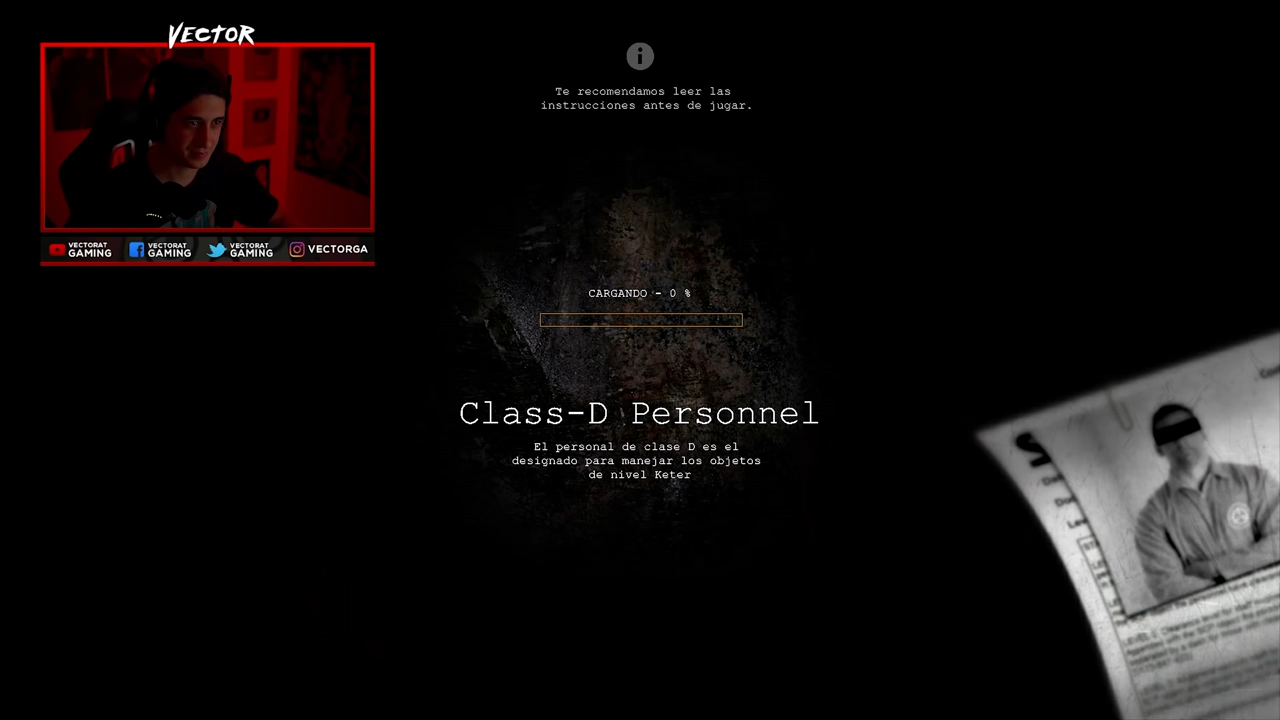 VECTOR
VECTORAT
GAMING
VECTORAT
GAMING
VECTORAT
GAMING
VECTORGA
Te recomendamos leer las
instrucciones antes de jugar.
CARGANDO - 0 %
Class-D Personnel
El personal de clase D es el
designado para manejar los objetos
de nivel Keter